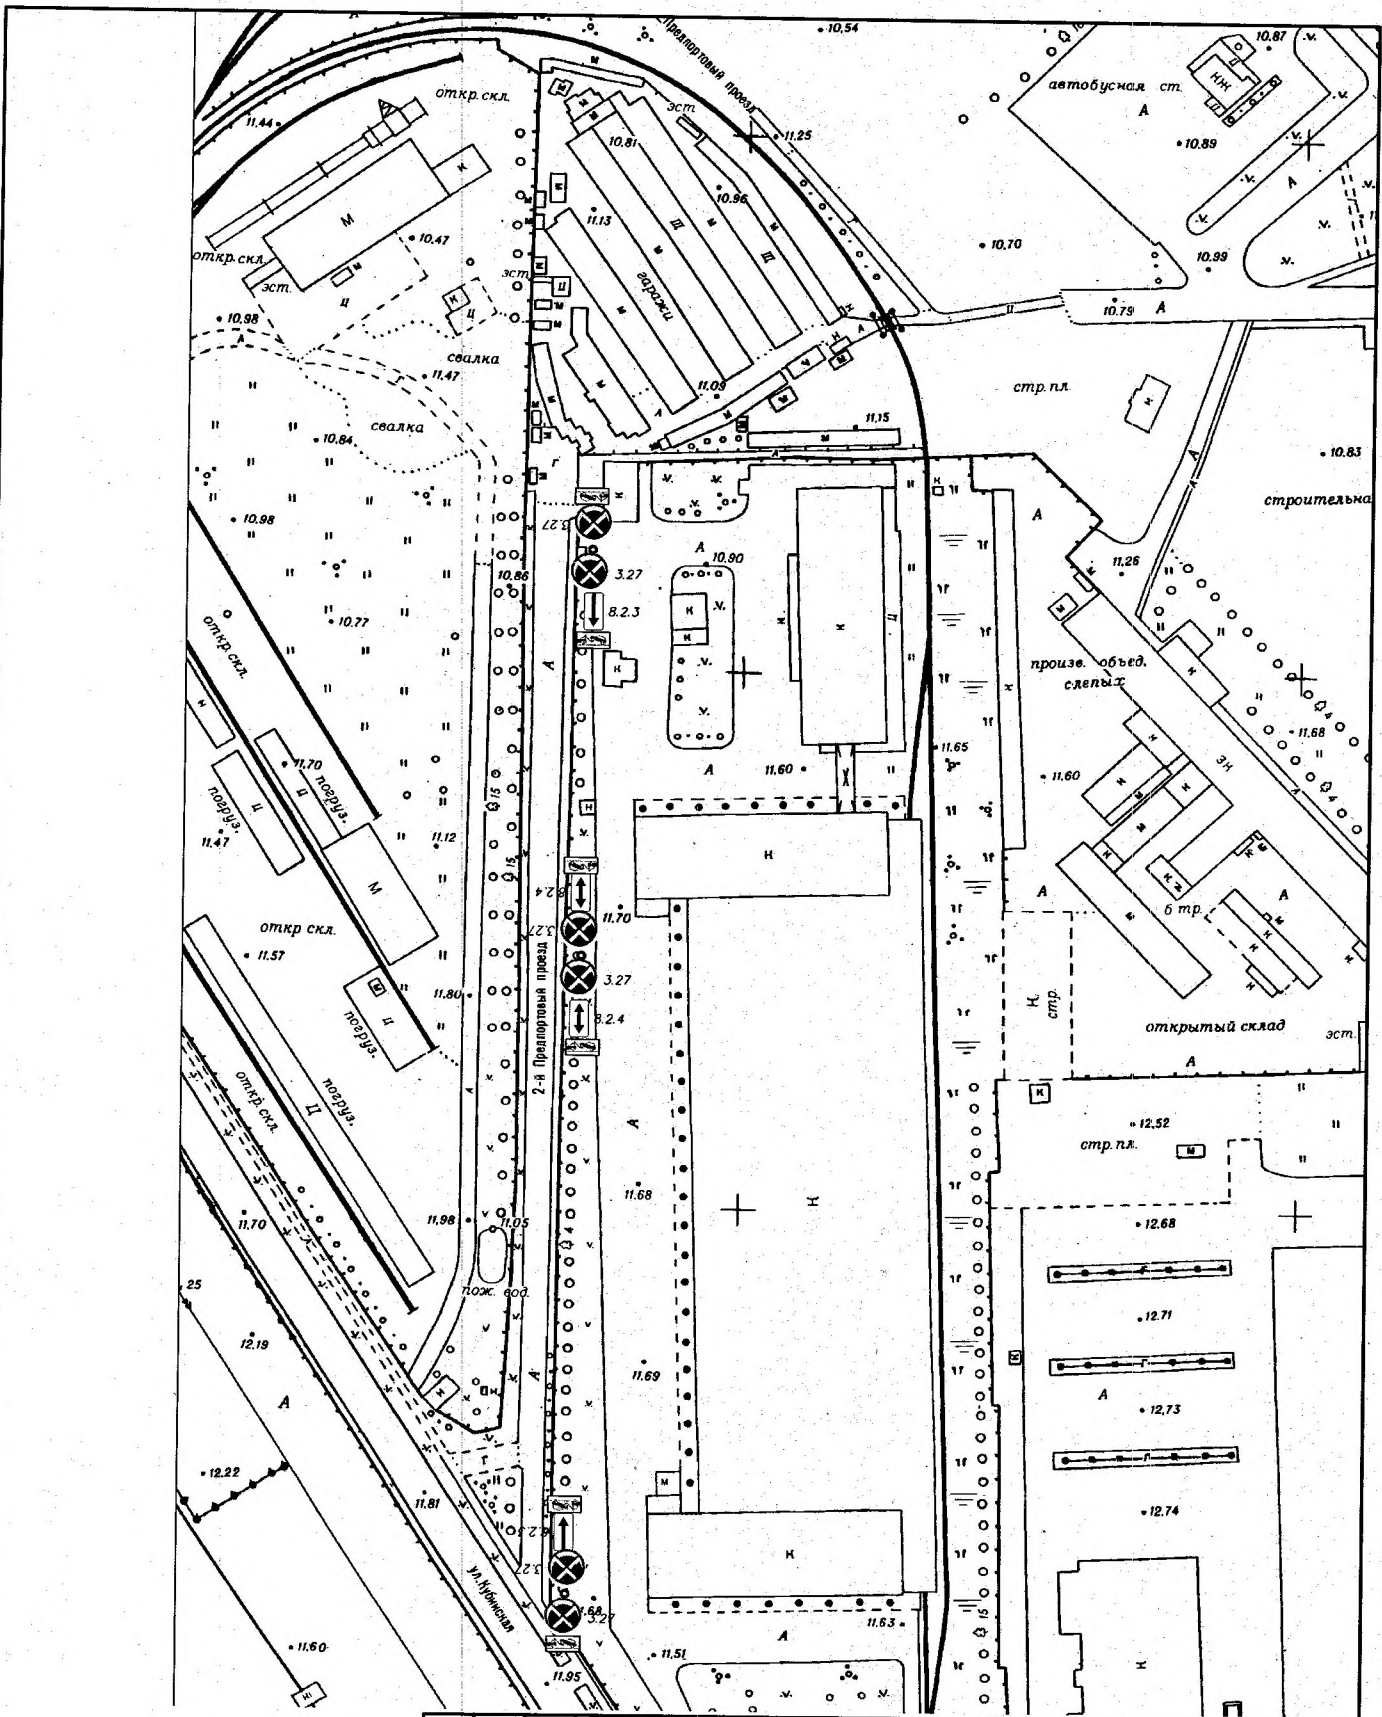 10,54
10.87
Предпортовый проезд
откр.скл.
эст.
автобусная ст.
КЖ
А
11.44
11.25
10.81
10.89
К
М
10.96
А
11.13
10.47
10.70
откр.скл.
эст
гаражи
10.99
эст.
Ц
10.98
10.79
А
А
свалка
11.47
11.09
стр. пл.
свалка
10.84
11.15
10.83
Г
строительна
3.27
А
10.98
10.90
11.26
10.86
3.27
8.2.3
10.77
откр. скл.
произв. объед.
слепых
11.68
11.65
11.70
11.60
11.60
погруз.
погруз.
11.47
11.12
8.2.4
11.70
6 тр.
откр скл.
3.27
11.57
2-й Предпортовый проезд
3.27
11.80
8.2.4
погруз.
стр.
открытый склад
эст.
откр. скл.
погруз.
12,52
стр. пл.
11.68
11.70
11,98
11.05
12.68
25
пож. вод.
12.71
12.19
11.69
А
12,73
12.22
11.81
12.74
8.2.3
3.27
ул. Кубинская
3.27
11.63
11.60
11,51
11.95